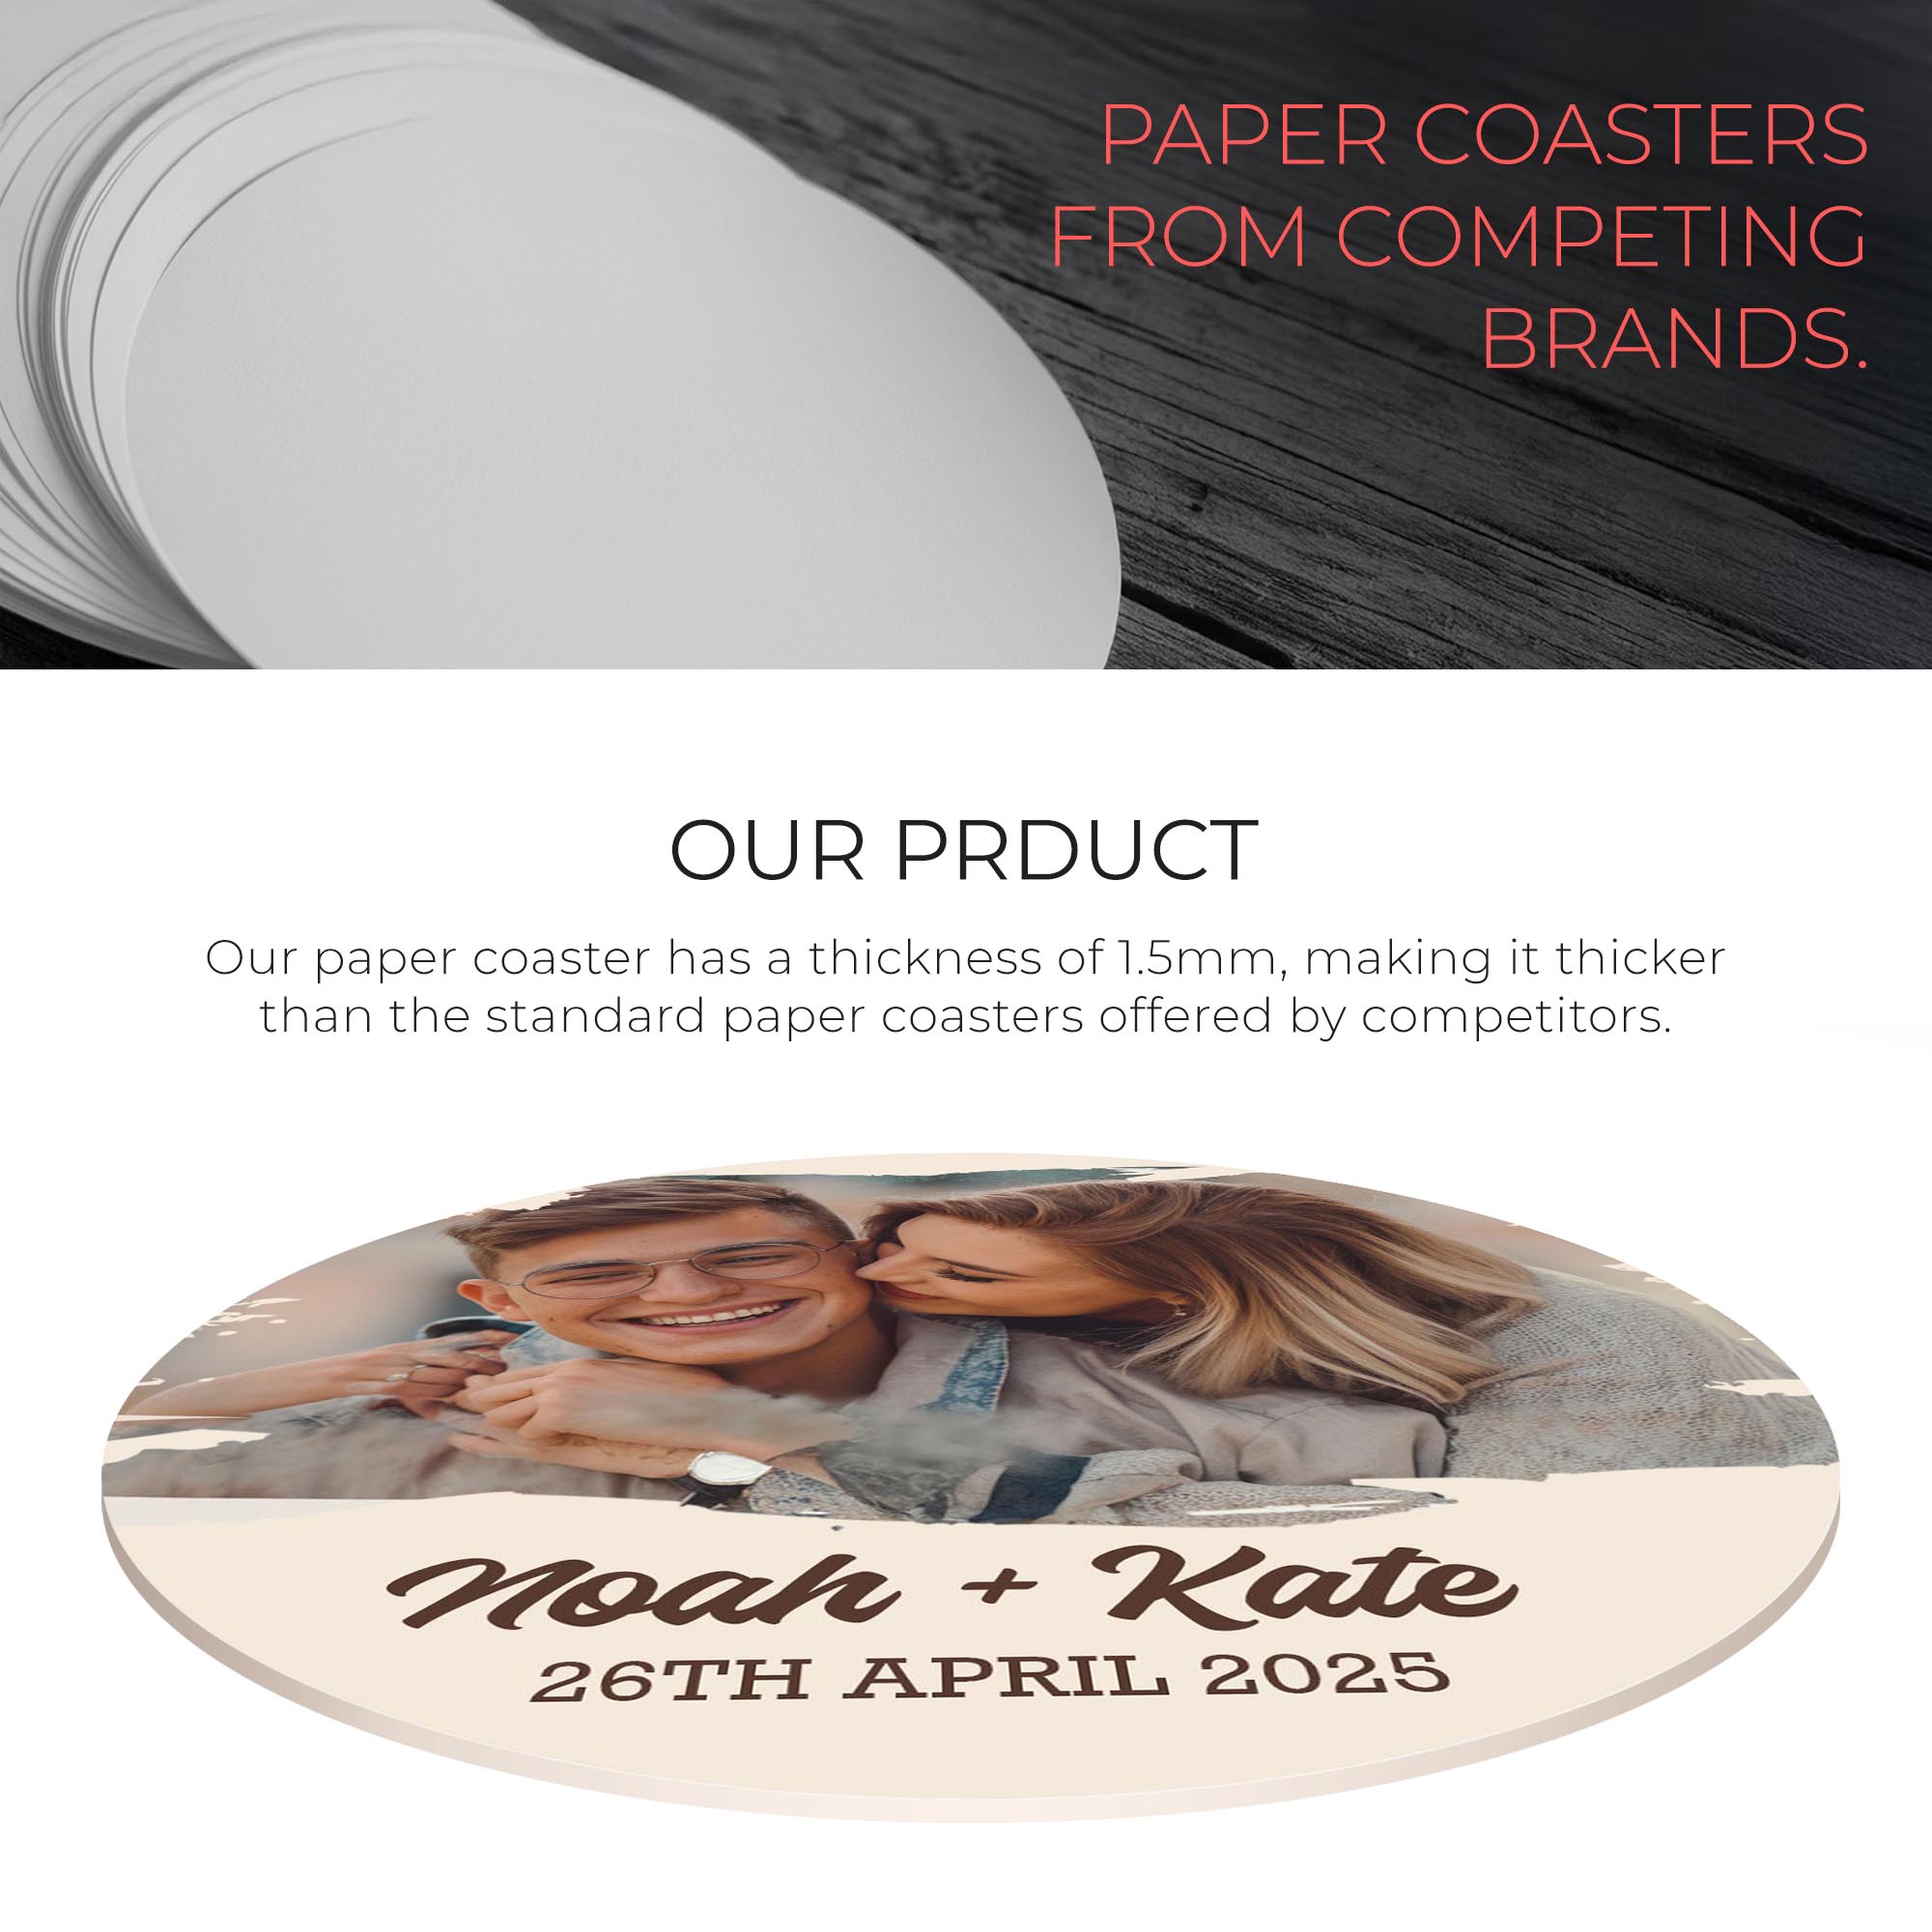 PAPER COASTERS
FROM COMPETING
BRANDS.
OUR PRDUCT
Our paper coaster has a thickness of 1.5mm, making it thicker
than the standard paper coasters offered by competitors.
Noah + Kate
26TH APRIL 2025